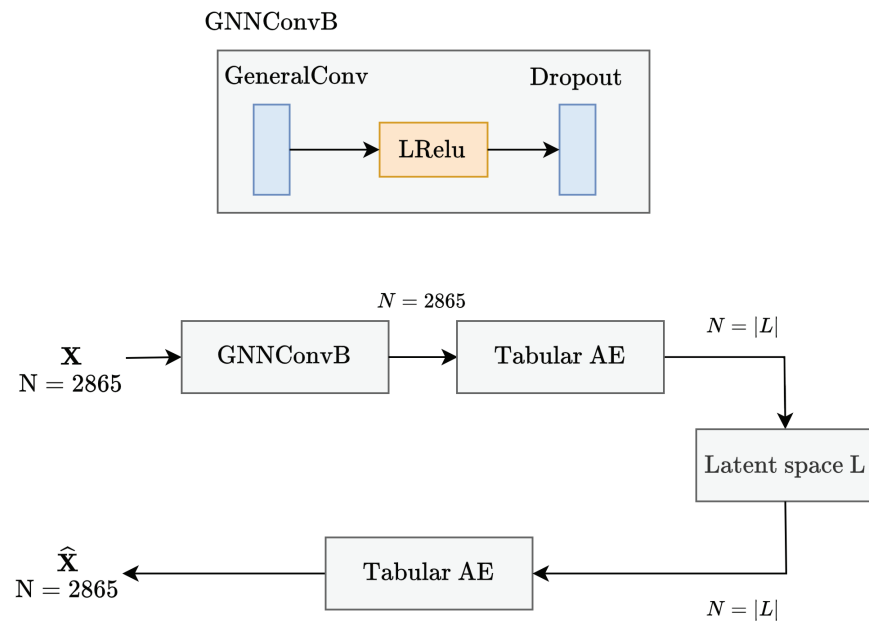 GNNConvB
GeneralConv
Dropout
LRelu
N = 2865
N = |L|
X
N = 2865
GNNConvB
Tabular AE
Latent space L
X̂
N = 2865
Tabular AE
N = |L|